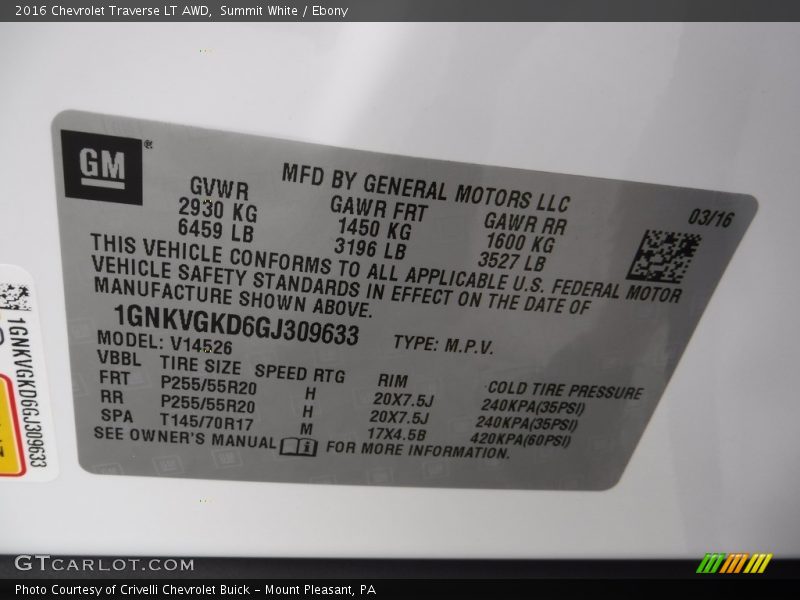 2016 Chevrolet Traverse LT AWD, Summit White / Ebony
GM®
MFD BY GENERAL MOTORS LLC
03/16
GVWR GAWR FRT GAWR RR
2930 KG 1450 KG 1600 KG
6459 LB 3196 LB 3527 LB
THIS VEHICLE CONFORMS TO ALL APPLICABLE U.S. FEDERAL MOTOR
VEHICLE SAFETY STANDARDS IN EFFECT ON THE DATE OF
MANUFACTURE SHOWN ABOVE.
1GNKVGKD6GJ309633 TYPE: M.P.V.
MODEL: V14526
VBBL TIRE SIZE SPEED RTG RIM COLD TIRE PRESSURE
FRT P255/55R20 H 20X7.5J 240KPA(35PSI)
RR P255/55R20 H 20X7.5J 240KPA(35PSI)
SPA T145/70R17 M 17X4.5B 420KPA(60PSI)
SEE OWNER'S MANUAL i FOR MORE INFORMATION.
1GNKVGKD6GJ309633
GTCARLOT.COM
Photo Courtesy of Crivelli Chevrolet Buick - Mount Pleasant, PA